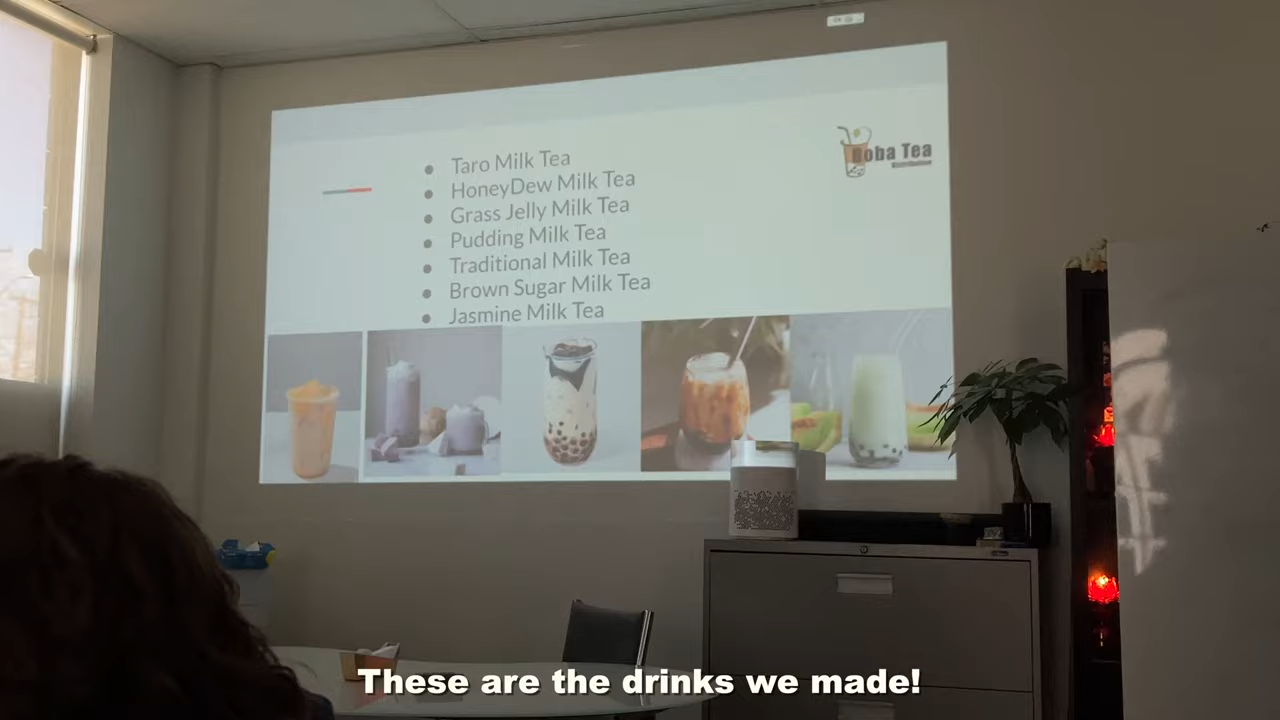 Taro Milk Tea
HoneyDew Milk Tea
Grass Jelly Milk Tea
Pudding Milk Tea
Traditional Milk Tea
Brown Sugar Milk Tea
Jasmine Milk Tea
Boba Tea
These are the drinks we made!